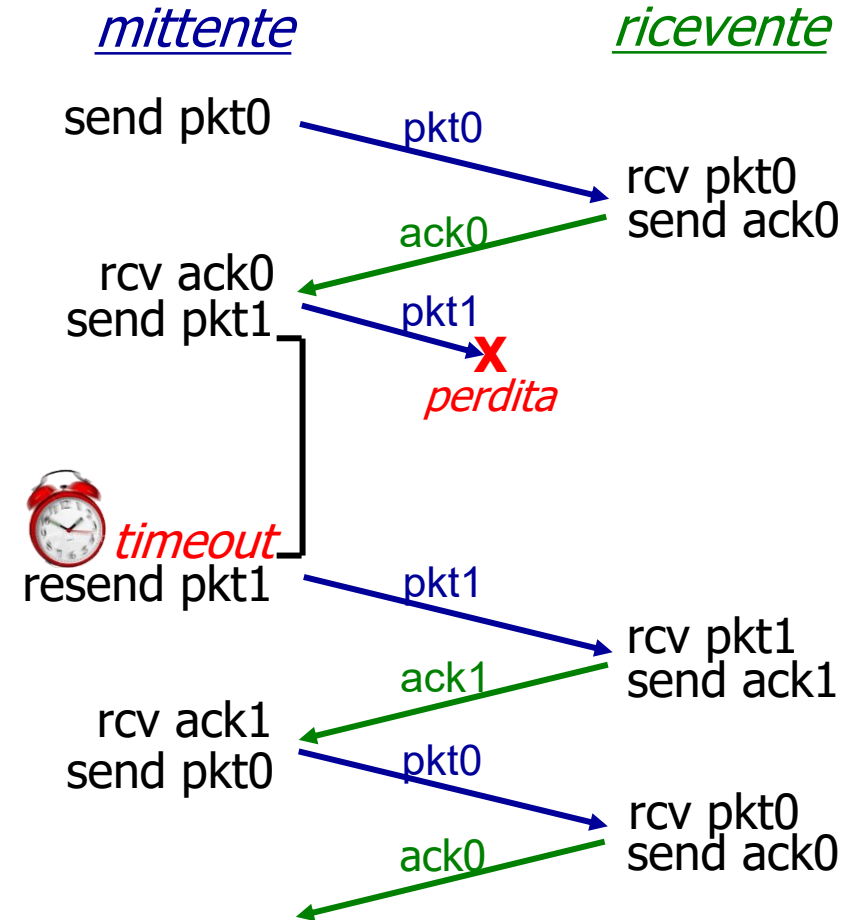 mittente
ricevente
send pkt0
pkt0
rcv pkt0
send ack0
ack0
rcv ack0
send pkt1
pkt1
X
perdita
timeout
resend pkt1
pkt1
rcv pkt1
send ack1
ack1
rcv ack1
send pkt0
pkt0
rcv pkt0
send ack0
ack0